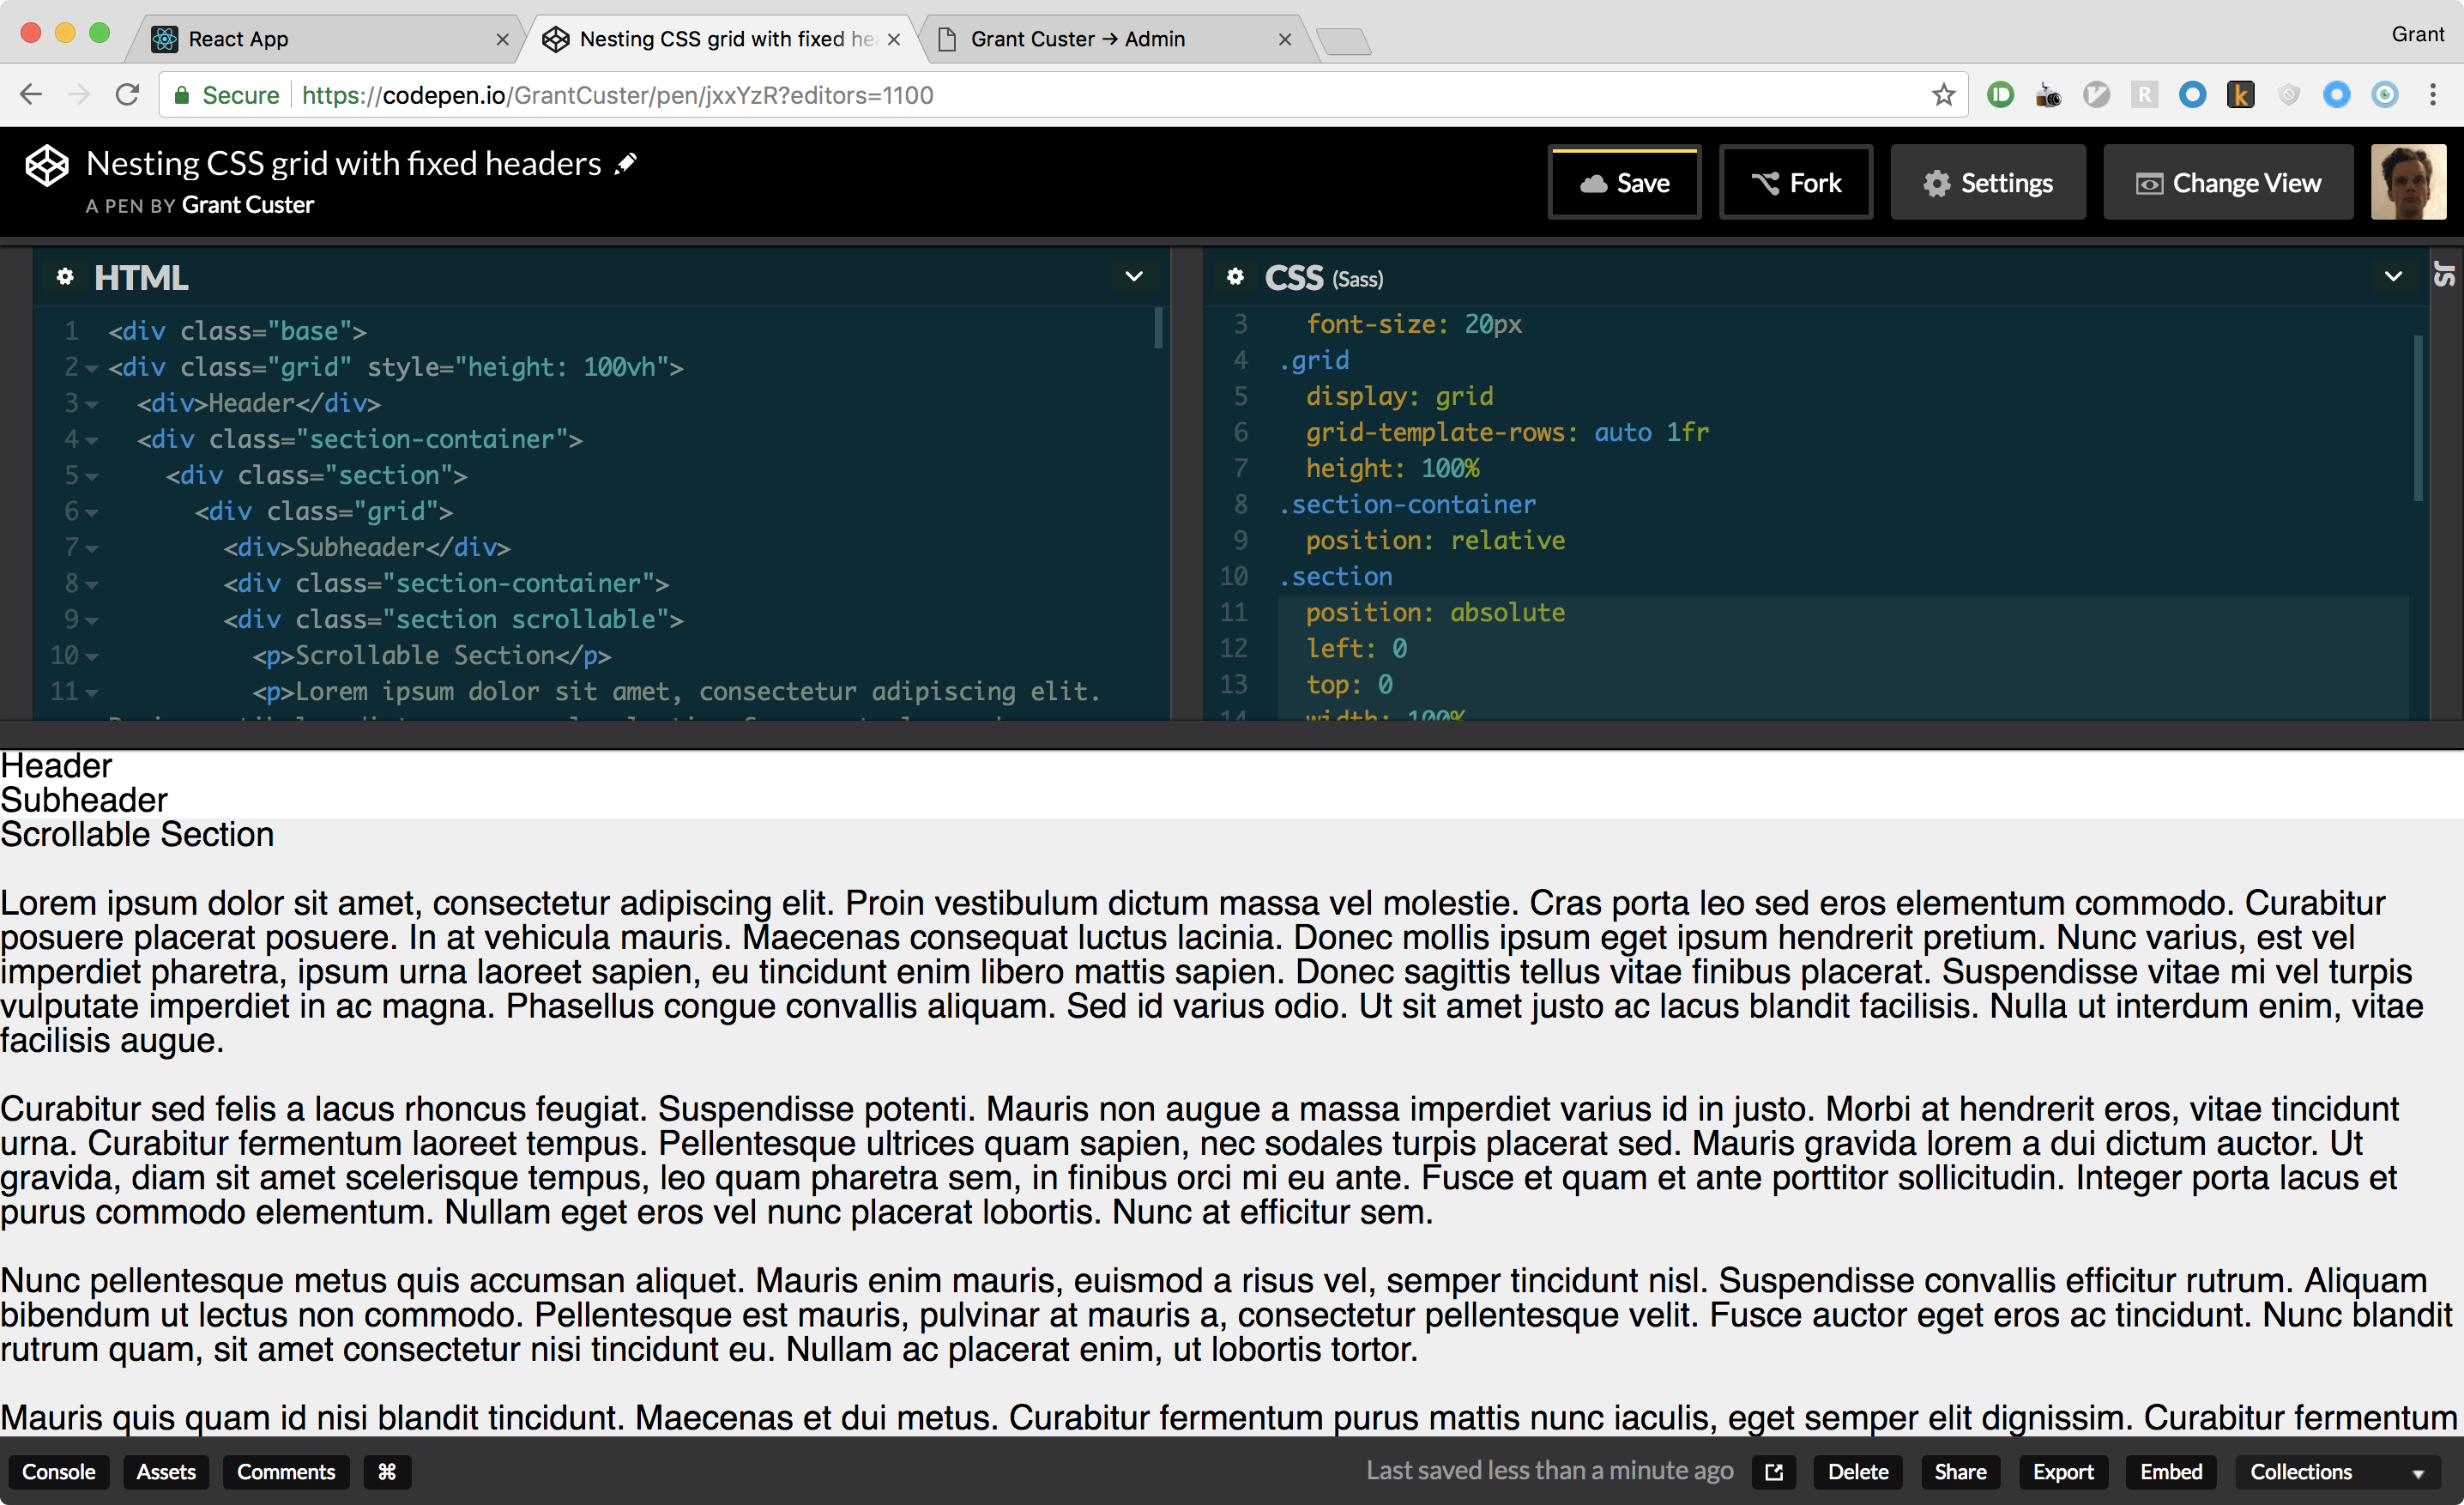 React App
Nesting CSS grid with fixed he
Grant Custer → Admin
Grant
Secure
https://codepen.io/GrantCuster/pen/jxxYzR?editors=1100
Nesting CSS grid with fixed headers
A PEN BY Grant Custer
Save
Fork
Settings
Change View
HTML
1 <div class="base">
2 <div class="grid" style="height: 100vh">
3 <div>Header</div>
4 <div class="section-container">
5 <div class="section">
6 <div class="grid">
7 <div>Subheader</div>
8 <div class="section-container">
9 <div class="section scrollable">
10 <p>Scrollable Section</p>
11 <p>Lorem ipsum dolor sit amet, consectetur adipiscing elit.
CSS (Sass)
3 font-size: 20px
4 .grid
5 display: grid
6 grid-template-rows: auto 1fr
7 height: 100%
8 .section-container
9 position: relative
10 .section
11 position: absolute
12 left: 0
13 top: 0
14 width: 100%
JS
Header
Subheader
Scrollable Section
Lorem ipsum dolor sit amet, consectetur adipiscing elit. Proin vestibulum dictum massa vel molestie. Cras porta leo sed eros elementum commodo. Curabitur
posuere placerat posuere. In at vehicula mauris. Maecenas consequat luctus lacinia. Donec mollis ipsum eget ipsum hendrerit pretium. Nunc varius, est vel
imperdiet pharetra, ipsum urna laoreet sapien, eu tincidunt enim libero mattis sapien. Donec sagittis tellus vitae finibus placerat. Suspendisse vitae mi vel turpis
vulputate imperdiet in ac magna. Phasellus congue convallis aliquam. Sed id varius odio. Ut sit amet justo ac lacus blandit facilisis. Nulla ut interdum enim, vitae
facilisis augue.
Curabitur sed felis a lacus rhoncus feugiat. Suspendisse potenti. Mauris non augue a massa imperdiet varius id in justo. Morbi at hendrerit eros, vitae tincidunt
urna. Curabitur fermentum laoreet tempus. Pellentesque ultrices quam sapien, nec sodales turpis placerat sed. Mauris gravida lorem a dui dictum auctor. Ut
gravida, diam sit amet scelerisque tempus, leo quam pharetra sem, in finibus orci mi eu ante. Fusce et quam et ante porttitor sollicitudin. Integer porta lacus et
purus commodo elementum. Nullam eget eros vel nunc placerat lobortis. Nunc at efficitur sem.
Nunc pellentesque metus quis accumsan aliquet. Mauris enim mauris, euismod a risus vel, semper tincidunt nisl. Suspendisse convallis efficitur rutrum. Aliquam
bibendum ut lectus non commodo. Pellentesque est mauris, pulvinar at mauris a, consectetur pellentesque velit. Fusce auctor eget eros ac tincidunt. Nunc blandit
rutrum quam, sit amet consectetur nisi tincidunt eu. Nullam ac placerat enim, ut lobortis tortor.
Mauris quis quam id nisi blandit tincidunt. Maecenas et dui metus. Curabitur fermentum purus mattis nunc iaculis, eget semper elit dignissim. Curabitur fermentum
Console
Assets
Comments
⌘
Last saved less than a minute ago
Delete
Share
Export
Embed
Collections